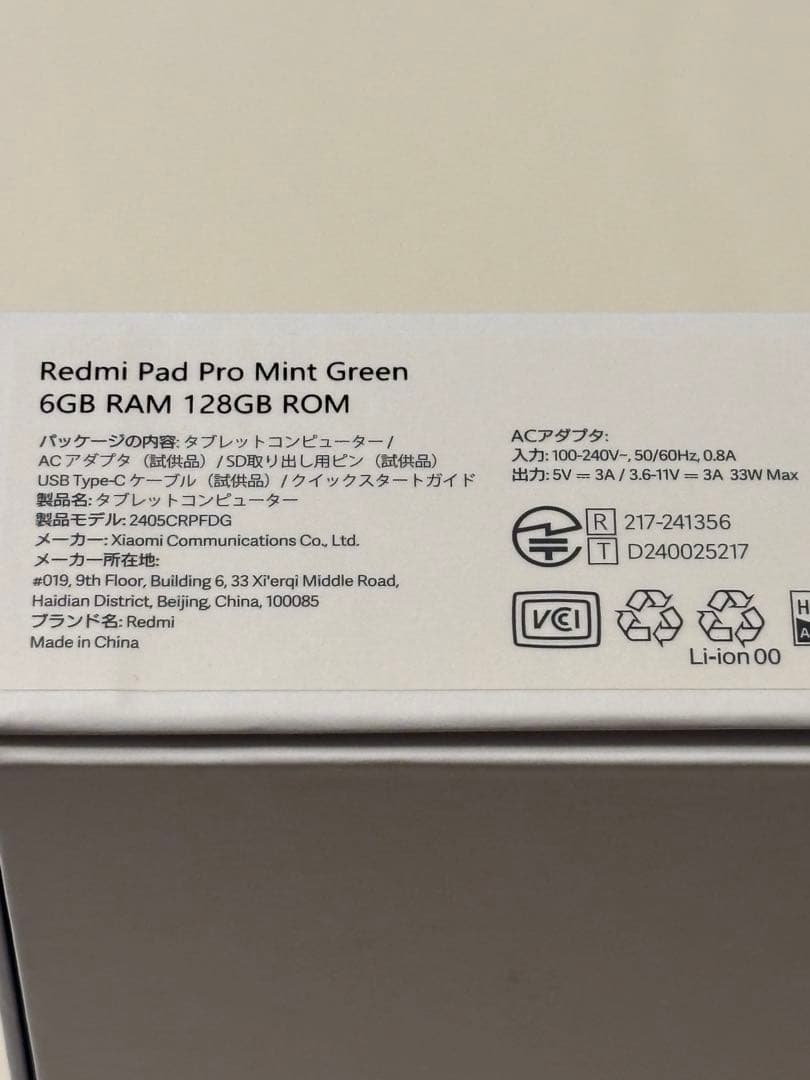 Redmi Pad Pro Mint Green
6GB RAM 128GB ROM
パッケージの内容: タブレットコンピューター /
AC アダプタ（試供品）/ SD取り出し用ピン（試供品）
USB Type-C ケーブル（試供品）/ クイックスタートガイド
製品名: タブレットコンピューター
製品モデル: 2405CRPFDG
メーカー: Xiaomi Communications Co., Ltd.
メーカー所在地:
#019, 9th Floor, Building 6, 33 Xi'erqi Middle Road,
Haidian District, Beijing, China, 100085
ブランド名: Redmi
Made in China
ACアダプタ:
入力: 100-240V~, 50/60Hz, 0.8A
出力: 5V ⎓ 3A / 3.6-11V ⎓ 3A 33W Max
R 217-241356
T D240025217
VCCI
Li-ion 00